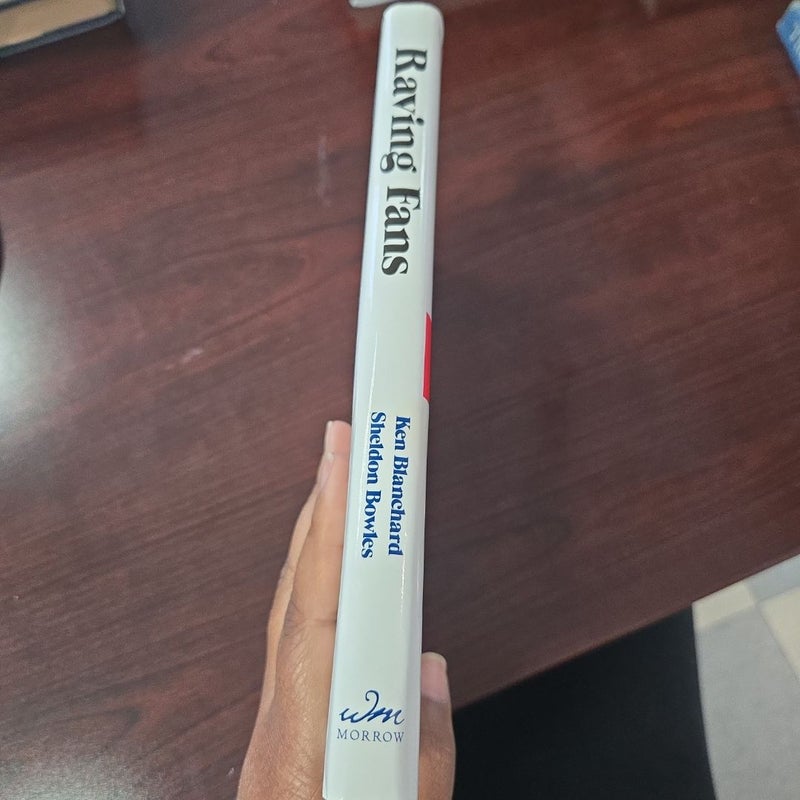 Raving Fans
Ken Blanchard
Sheldon Bowles
Wm
MORROW